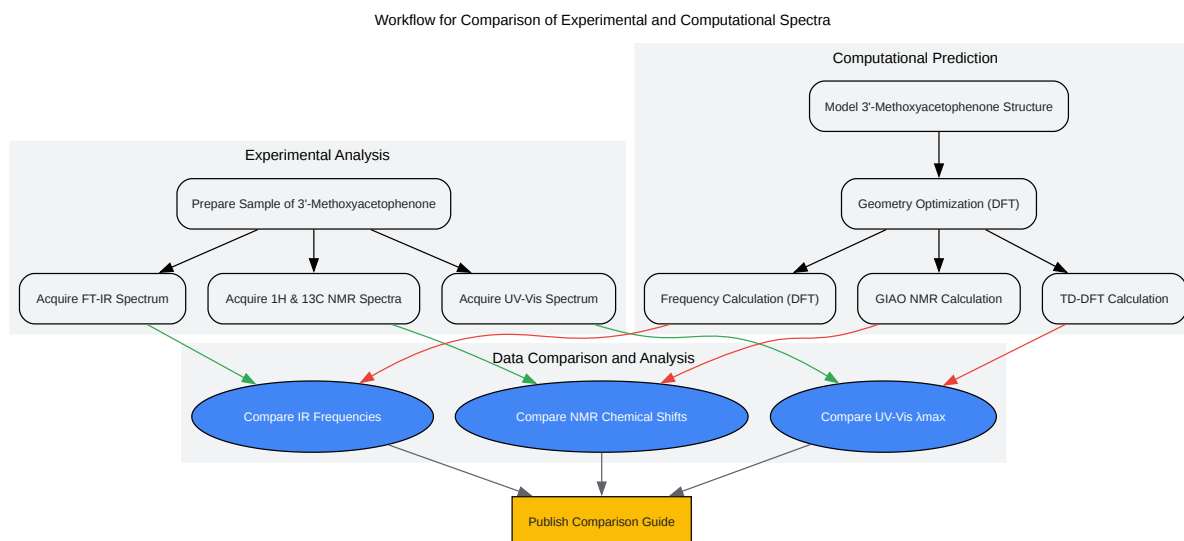 Workflow for Comparison of Experimental and Computational Spectra
Computational Prediction
Model 3'-Methoxyacetophenone Structure
Experimental Analysis
Prepare Sample of 3'-Methoxyacetophenone
Geometry Optimization (DFT)
Acquire FT-IR Spectrum
Acquire 1H & 13C NMR Spectra
Acquire UV-Vis Spectrum
Frequency Calculation (DFT)
GIAO NMR Calculation
TD-DFT Calculation
Data Comparison and Analysis
Compare IR Frequencies
Compare NMR Chemical Shifts
Compare UV-Vis λmax
Publish Comparison Guide